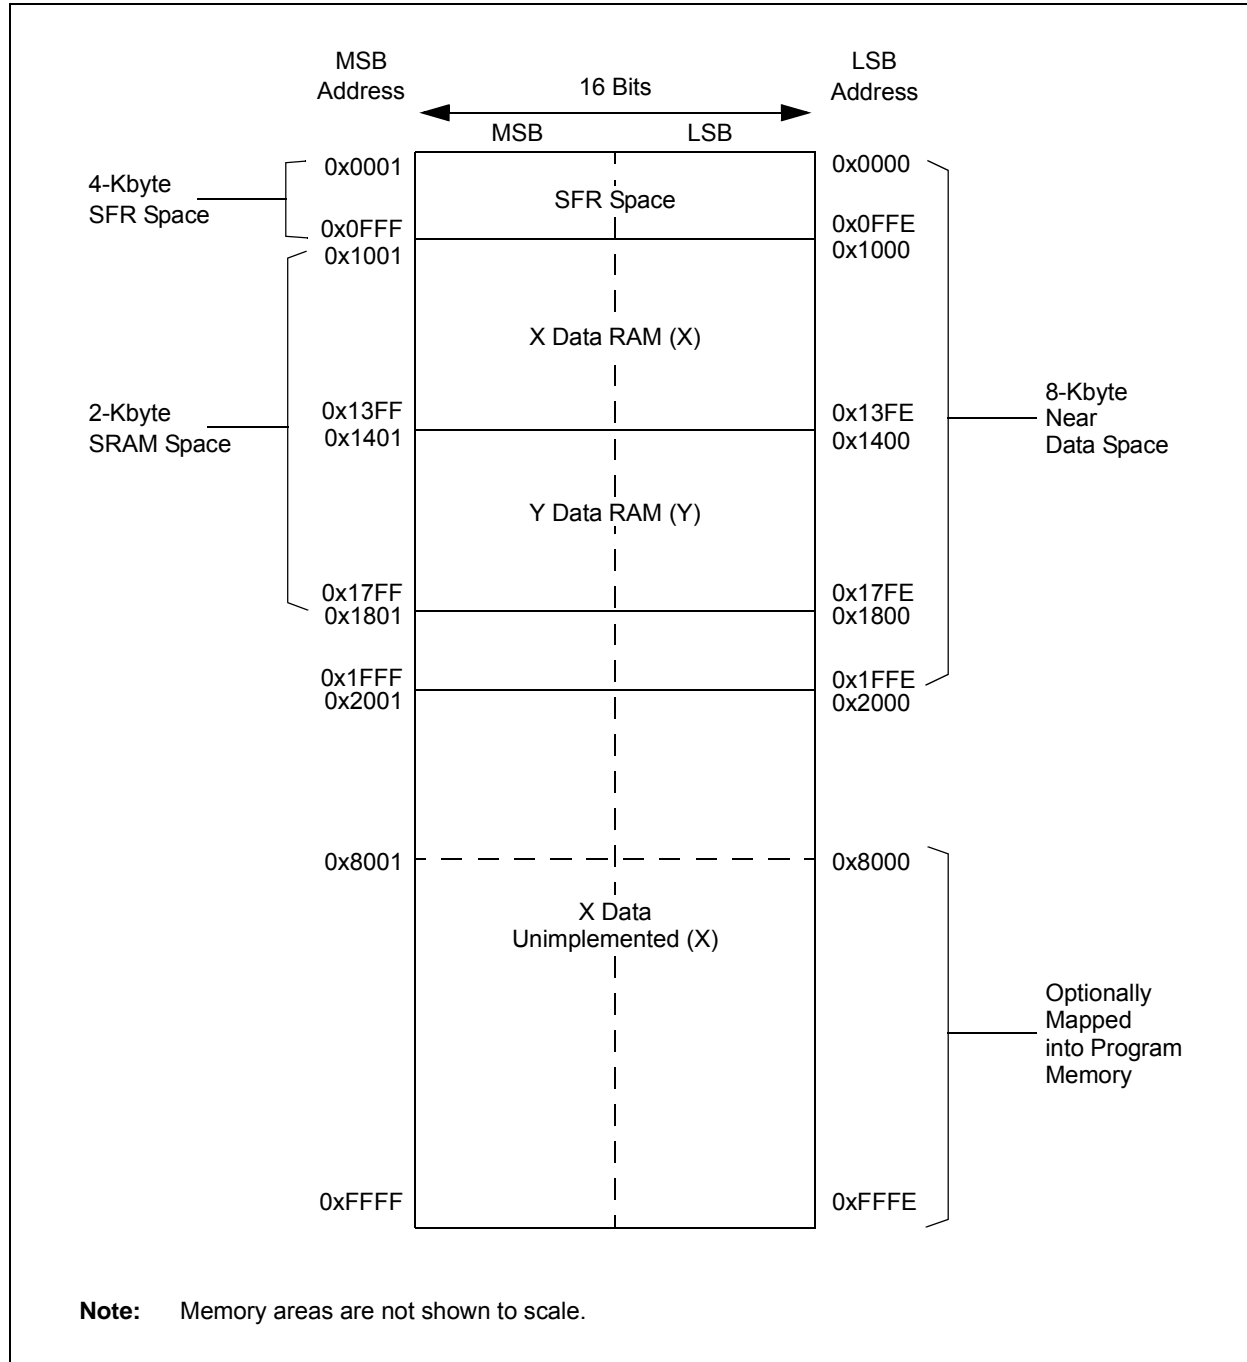 MSB
Address
16 Bits
LSB
Address
MSB
LSB
4-Kbyte
SFR Space
0x0001
SFR Space
0x0000
0x0FFF
0x0FFE
0x1001
0x1000
X Data RAM (X)
2-Kbyte
SRAM Space
0x13FF
0x13FE
0x1401
0x1400
8-Kbyte
Near
Data Space
Y Data RAM (Y)
0x17FF
0x17FE
0x1801
0x1800
0x1FFF
0x1FFE
0x2001
0x2000
0x8001
0x8000
X Data
Unimplemented (X)
Optionally
Mapped
into Program
Memory
0xFFFF
0xFFFE
Note: Memory areas are not shown to scale.